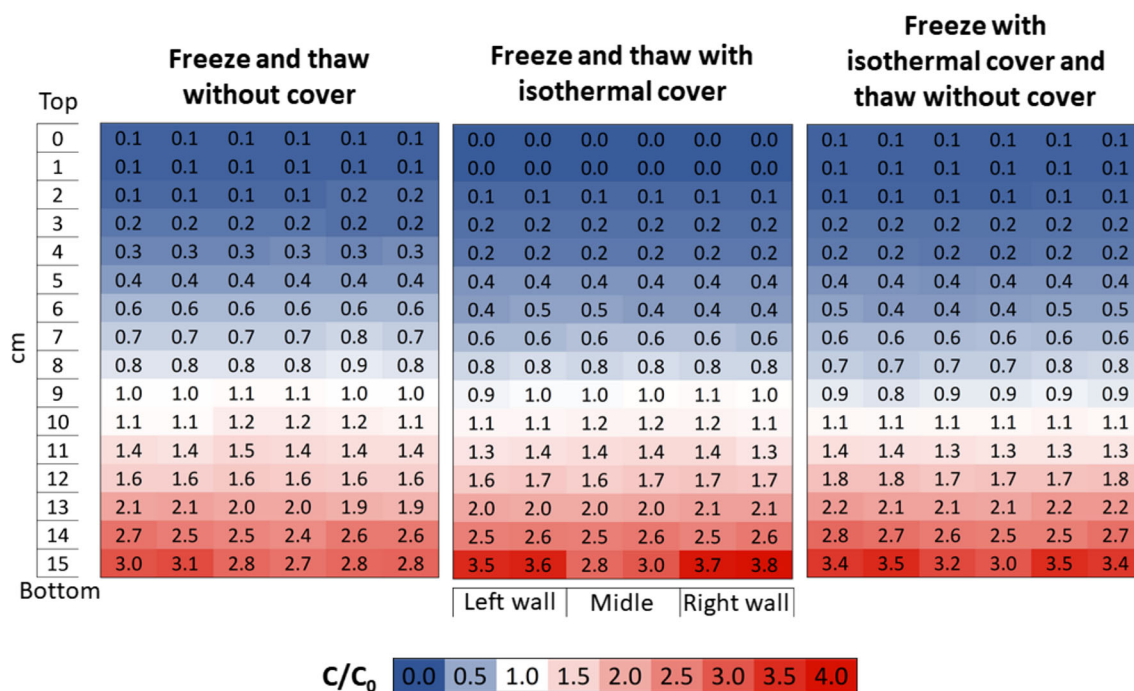 Freeze and thaw
without cover
Freeze and thaw with
isothermal cover
Freeze with
isothermal cover and
thaw without cover
Top
0 0.1 0.1 0.1 0.1 0.1 0.1 0.0 0.0 0.0 0.0 0.0 0.0 0.1 0.1 0.1 0.1 0.1 0.1
1 0.1 0.1 0.1 0.1 0.1 0.1 0.0 0.0 0.0 0.0 0.0 0.0 0.1 0.1 0.1 0.1 0.1 0.1
2 0.1 0.1 0.1 0.1 0.2 0.2 0.1 0.1 0.1 0.1 0.1 0.1 0.1 0.1 0.1 0.1 0.1 0.1
3 0.2 0.2 0.2 0.2 0.2 0.2 0.2 0.2 0.2 0.2 0.2 0.2 0.2 0.2 0.2 0.2 0.2 0.2
4 0.3 0.3 0.3 0.3 0.3 0.3 0.2 0.2 0.2 0.2 0.2 0.2 0.2 0.2 0.2 0.2 0.2 0.2
5 0.4 0.4 0.4 0.4 0.4 0.4 0.4 0.4 0.4 0.4 0.4 0.4 0.4 0.4 0.4 0.4 0.4 0.4
6 0.6 0.6 0.6 0.6 0.6 0.6 0.4 0.5 0.5 0.4 0.4 0.4 0.5 0.4 0.4 0.4 0.5 0.5
7 0.7 0.7 0.7 0.7 0.8 0.7 0.6 0.6 0.6 0.6 0.6 0.6 0.6 0.6 0.6 0.6 0.6 0.6
cm
8 0.8 0.8 0.8 0.8 0.9 0.8 0.8 0.8 0.8 0.8 0.8 0.8 0.7 0.7 0.7 0.7 0.8 0.8
9 1.0 1.0 1.1 1.1 1.0 1.0 0.9 1.0 1.0 1.0 1.1 1.0 0.9 0.8 0.9 0.9 0.9 0.9
10 1.1 1.1 1.2 1.2 1.2 1.1 1.1 1.1 1.2 1.2 1.2 1.1 1.1 1.1 1.1 1.1 1.1 1.1
11 1.4 1.4 1.5 1.4 1.4 1.4 1.3 1.4 1.4 1.4 1.4 1.3 1.4 1.4 1.3 1.3 1.3 1.3
12 1.6 1.6 1.6 1.6 1.6 1.6 1.6 1.7 1.6 1.7 1.7 1.7 1.8 1.8 1.7 1.7 1.7 1.8
13 2.1 2.1 2.0 2.0 1.9 1.9 2.0 2.0 2.0 2.0 2.1 2.1 2.2 2.1 2.1 2.1 2.2 2.2
14 2.7 2.5 2.5 2.4 2.6 2.6 2.5 2.6 2.5 2.6 2.5 2.6 2.8 2.7 2.6 2.5 2.5 2.7
15 3.0 3.1 2.8 2.7 2.8 2.8 3.5 3.6 2.8 3.0 3.7 3.8 3.4 3.5 3.2 3.0 3.5 3.4
Bottom
Left wall Midle Right wall
C/C₀ 0.0 0.5 1.0 1.5 2.0 2.5 3.0 3.5 4.0